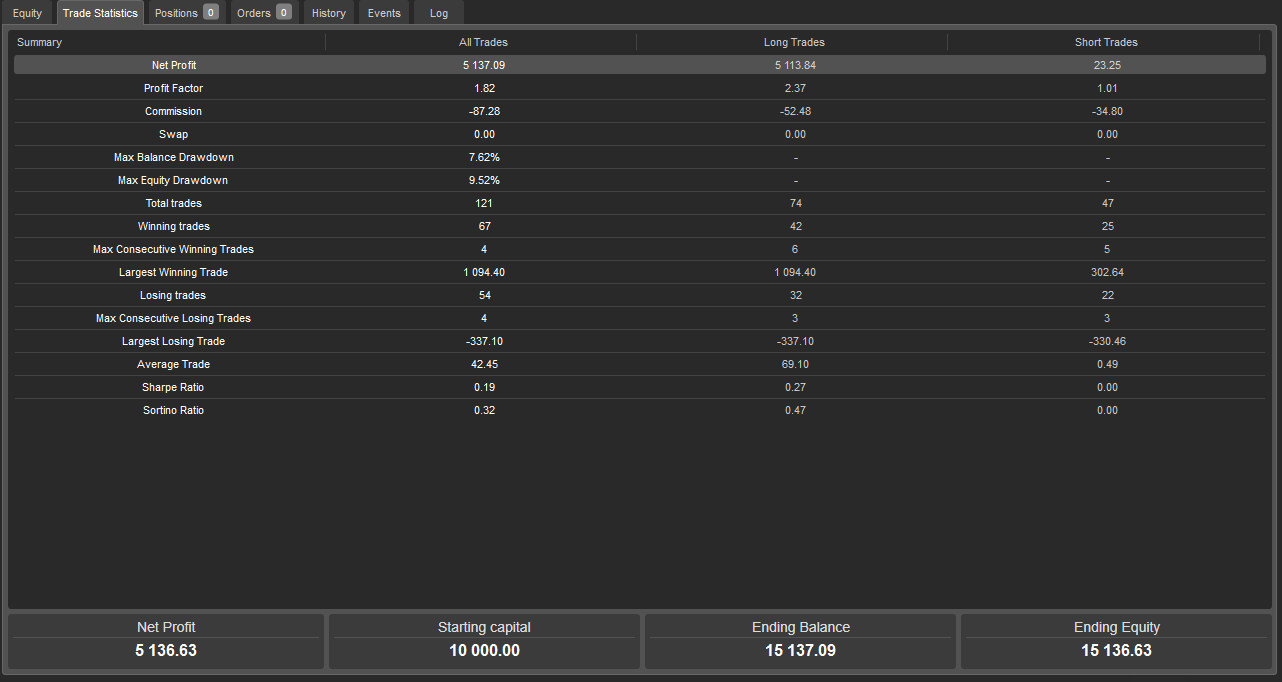 Equity Trade Statistics Positions 0 Orders 0 History Events Log
Summary All Trades Long Trades Short Trades
Net Profit 5 137.09 5 113.84 23.25
Profit Factor 1.82 2.37 1.01
Commission -87.28 -52.48 -34.80
Swap 0.00 0.00 0.00
Max Balance Drawdown 7.62% - -
Max Equity Drawdown 9.52% - -
Total trades 121 74 47
Winning trades 67 42 25
Max Consecutive Winning Trades 4 6 5
Largest Winning Trade 1 094.40 1 094.40 302.64
Losing trades 54 32 22
Max Consecutive Losing Trades 4 3 3
Largest Losing Trade -337.10 -337.10 -330.46
Average Trade 42.45 69.10 0.49
Sharpe Ratio 0.19 0.27 0.00
Sortino Ratio 0.32 0.47 0.00
Net Profit Starting capital Ending Balance Ending Equity
5 136.63 10 000.00 15 137.09 15 136.63